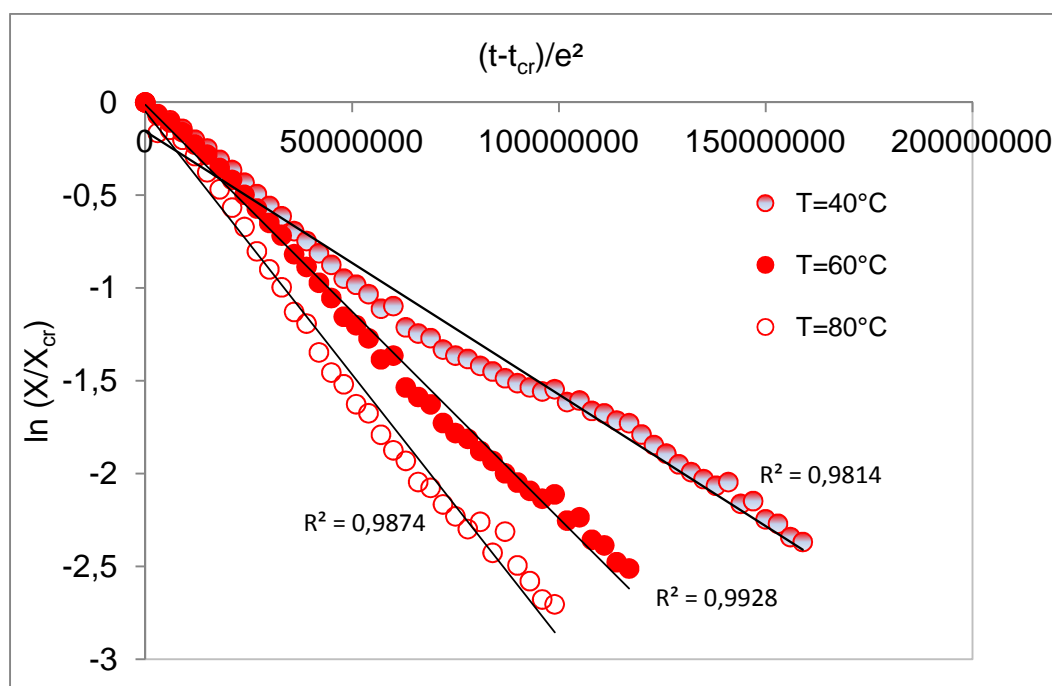 (t-t_cr)/e²
0
0 50000000 100000000 150000000 200000000
-0,5
-1
-1,5
-2
-2,5
-3
ln (X/X_cr)
T=40°C
T=60°C
T=80°C
R² = 0,9814
R² = 0,9874
R² = 0,9928